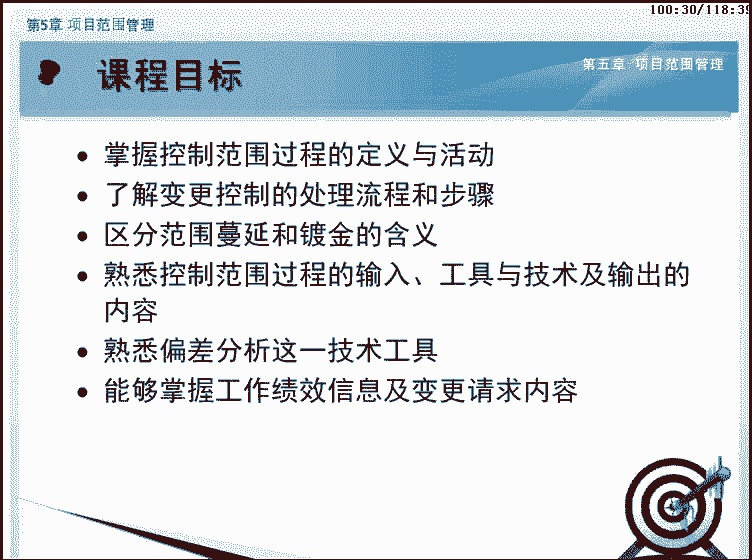 100:30/118:39
第5章 项目范围管理
课程目标
第五章 项目范围管理
掌握控制范围过程的定义与活动
了解变更控制的处理流程和步骤
区分范围蔓延和镀金的含义
熟悉控制范围过程的输入、工具与技术及输出的
内容
熟悉偏差分析这一技术工具
能够掌握工作绩效信息及变更请求内容